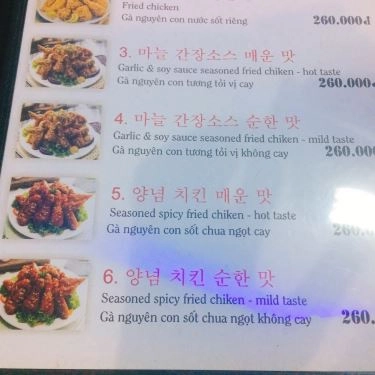 Fried chicken
Gà nguyên con nước sốt riêng 260.000đ
3. 마늘 간장소스 매운 맛
Garlic & soy sauce seasoned fried chiken - hot taste
Gà nguyên con tương tỏi vị cay 260.000đ
4. 마늘 간장소스 순한 맛
Garlic & soy sauce seasoned fried chiken - mild taste
Gà nguyên con tương tỏi vị không cay 260.000
5. 양념 치킨 매운 맛
Seasoned spicy fried chiken - hot taste
Gà nguyên con sốt chua ngọt cay 260.0
6. 양념 치킨 순한 맛
Seasoned spicy fried chiken - mild taste
Gà nguyên con sốt chua ngọt không cay 260.